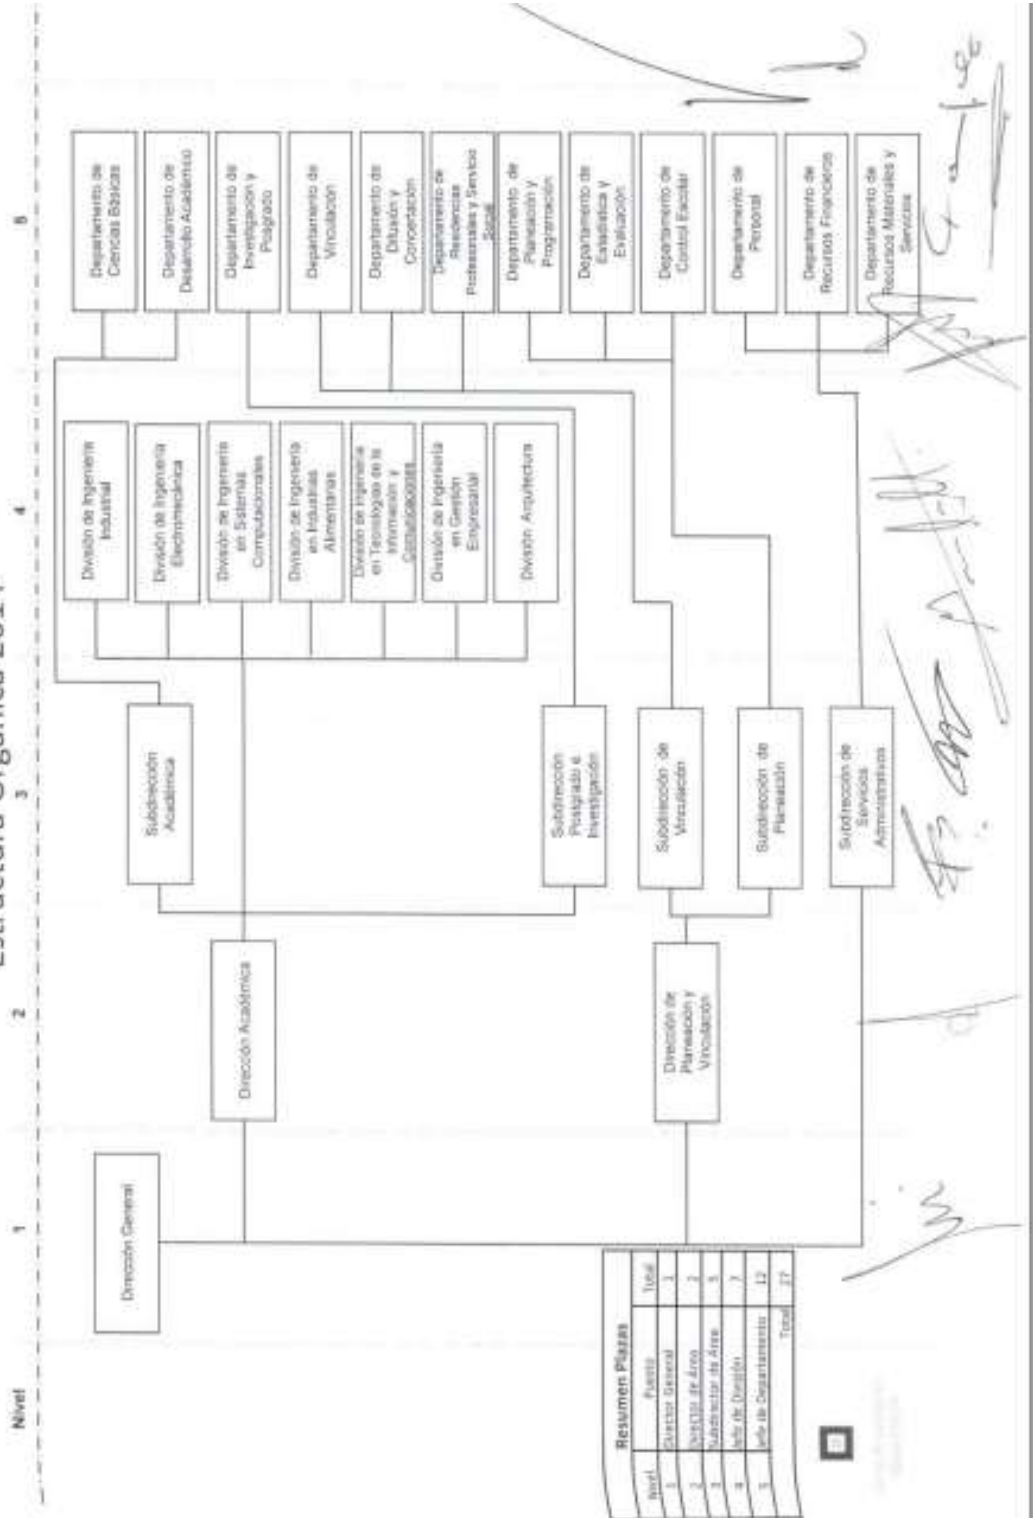 Estructura Orgánica 2014
Nivel
1
2
3
4
5
Dirección General
Dirección Académica
Dirección de
Planeación y
Vinculación
Subdirección
Académica
Subdirección
Postgrado e
Investigación
Subdirección de
Vinculación
Subdirección de
Planeación
Subdirección de
Servicios
Administrativos
División de Ingeniería
Industrial
División de Ingeniería
Electromecánica
División de Ingeniería
en Sistemas
Computacionales
División de Ingeniería
en Industrias
Alimentarias
División de Ingeniería
en Tecnologías de la
Información y
Comunicaciones
División de Ingeniería
en Gestión
Empresarial
División Arquitectura
Departamento de
Ciencias Básicas
Departamento de
Desarrollo Académico
Departamento de
Investigación y
Posgrado
Departamento de
Vinculación
Departamento de
Difusión y
Concertación
Departamento de
Residencias
Profesionales y Servicio
Social
Departamento de
Planeación y
Programación
Departamento de
Estadística y
Evaluación
Departamento de
Control Escolar
Departamento de
Personal
Departamento de
Recursos Financieros
Departamento de
Recursos Materiales y
Servicios
Resumen Plazas
Nivel Puesto Total
1 Director General 1
2 Director de Área 2
3 Subdirector de Área 5
4 Jefe de División 7
5 Jefe de Departamento 12
Total 27